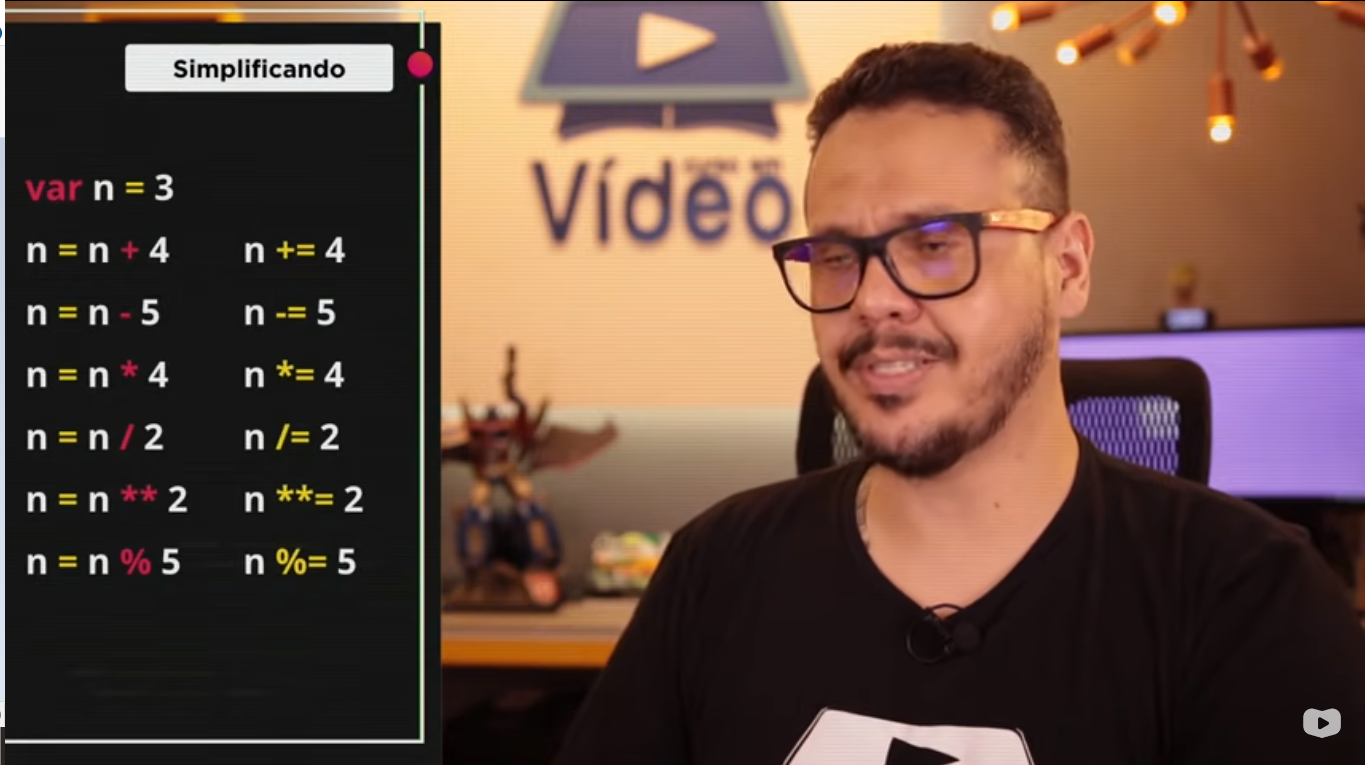 Simplificando
var n = 3
n = n + 4 n += 4
n = n - 5 n -= 5
n = n * 4 n *= 4
n = n / 2 n /= 2
n = n ** 2 n **= 2
n = n % 5 n %= 5
Vídeo